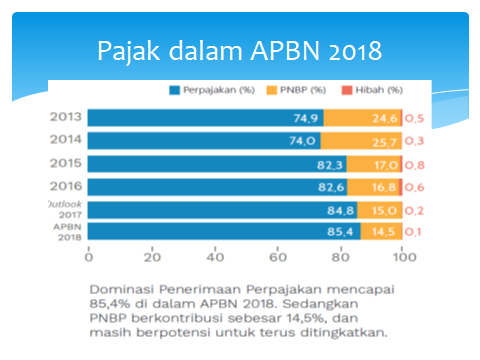 Pajak dalam APBN 2018
Perpajakan (%) PNBP (%) Hibah (%)
2013 74,9 24,6 0,5
2014 74,0 25,7 0,3
2015 82,3 17,0 0,8
2016 82,6 16,8 0,6
Outlook
2017 84,8 15,0 0,2
APBN
2018 85,4 14,5 0,1
0 20 40 60 80 100
Dominasi Penerimaan Perpajakan mencapai
85,4% di dalam APBN 2018. Sedangkan
PNBP berkontribusi sebesar 14,5%, dan
masih berpotensi untuk terus ditingkatkan.